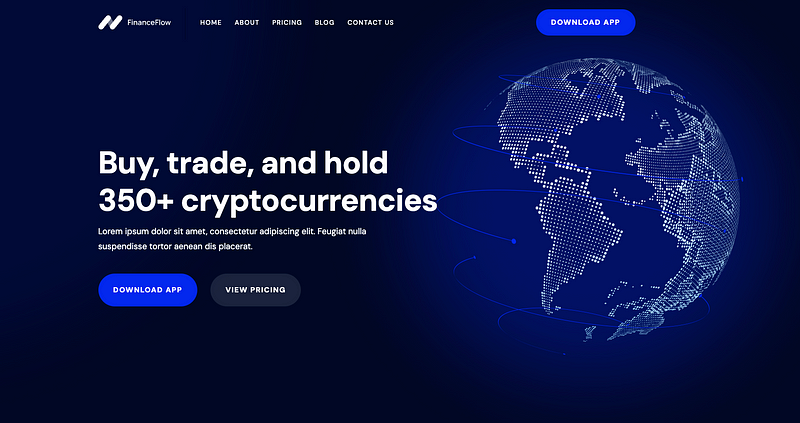 FinanceFlow
HOME ABOUT PRICING BLOG CONTACT US
DOWNLOAD APP
Buy, trade, and hold
350+ cryptocurrencies
Lorem ipsum dolor sit amet, consectetur adipiscing elit. Feugiat nulla
suspendisse tortor aenean dis placerat.
DOWNLOAD APP
VIEW PRICING